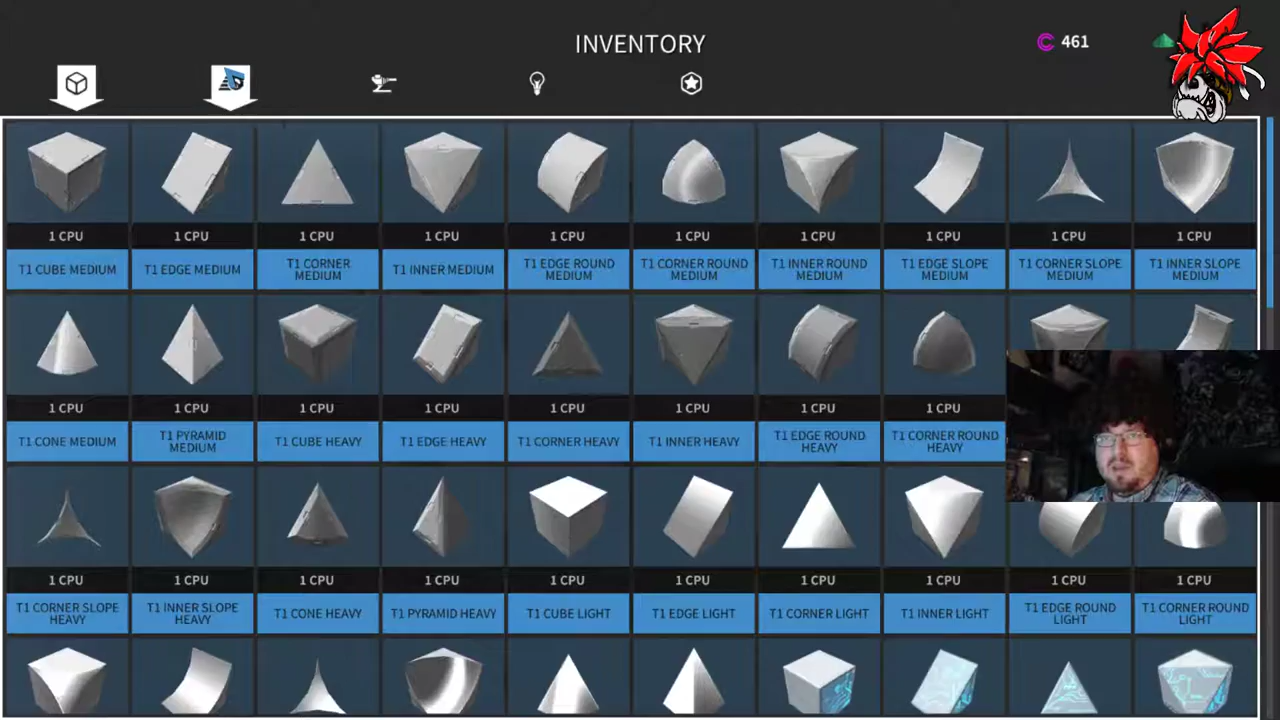 INVENTORY
461
1 CPU 1 CPU 1 CPU 1 CPU 1 CPU 1 CPU 1 CPU 1 CPU 1 CPU 1 CPU
T1 CUBE MEDIUM
T1 EDGE MEDIUM
T1 CORNER
MEDIUM
T1 INNER MEDIUM
T1 EDGE ROUND
MEDIUM
T1 CORNER ROUND
MEDIUM
T1 INNER ROUND
MEDIUM
T1 EDGE SLOPE
MEDIUM
T1 CORNER SLOPE
MEDIUM
T1 INNER SLOPE
MEDIUM
1 CPU 1 CPU 1 CPU 1 CPU 1 CPU 1 CPU 1 CPU 1 CPU
T1 CONE MEDIUM
T1 PYRAMID
MEDIUM
T1 CUBE HEAVY
T1 EDGE HEAVY
T1 CORNER HEAVY
T1 INNER HEAVY
T1 EDGE ROUND
HEAVY
T1 CORNER ROUND
HEAVY
1 CPU 1 CPU 1 CPU 1 CPU 1 CPU 1 CPU 1 CPU 1 CPU 1 CPU 1 CPU
T1 CORNER SLOPE
HEAVY
T1 INNER SLOPE
HEAVY
T1 CONE HEAVY
T1 PYRAMID HEAVY
T1 CUBE LIGHT
T1 EDGE LIGHT
T1 CORNER LIGHT
T1 INNER LIGHT
T1 EDGE ROUND
LIGHT
T1 CORNER ROUND
LIGHT